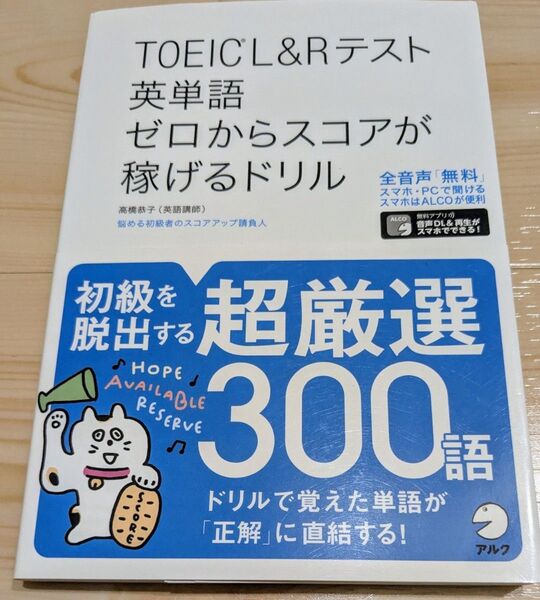 TOEIC® L&Rテスト
英単語
ゼロからスコアが
稼げるドリル
高橋恭子（英語講師）
悩める初級者のスコアアップ請負人
全音声「無料」
スマホ・PCで聞ける
スマホはALCOが便利
ALCO
無料アプリ
音声DL&再生が
スマホでできる！
初級を
脱出する
超厳選
300語
HOPE
AVAILABLE
RESERVE
SCORE
ドリルで覚えた単語が
「正解」に直結する！
アルク